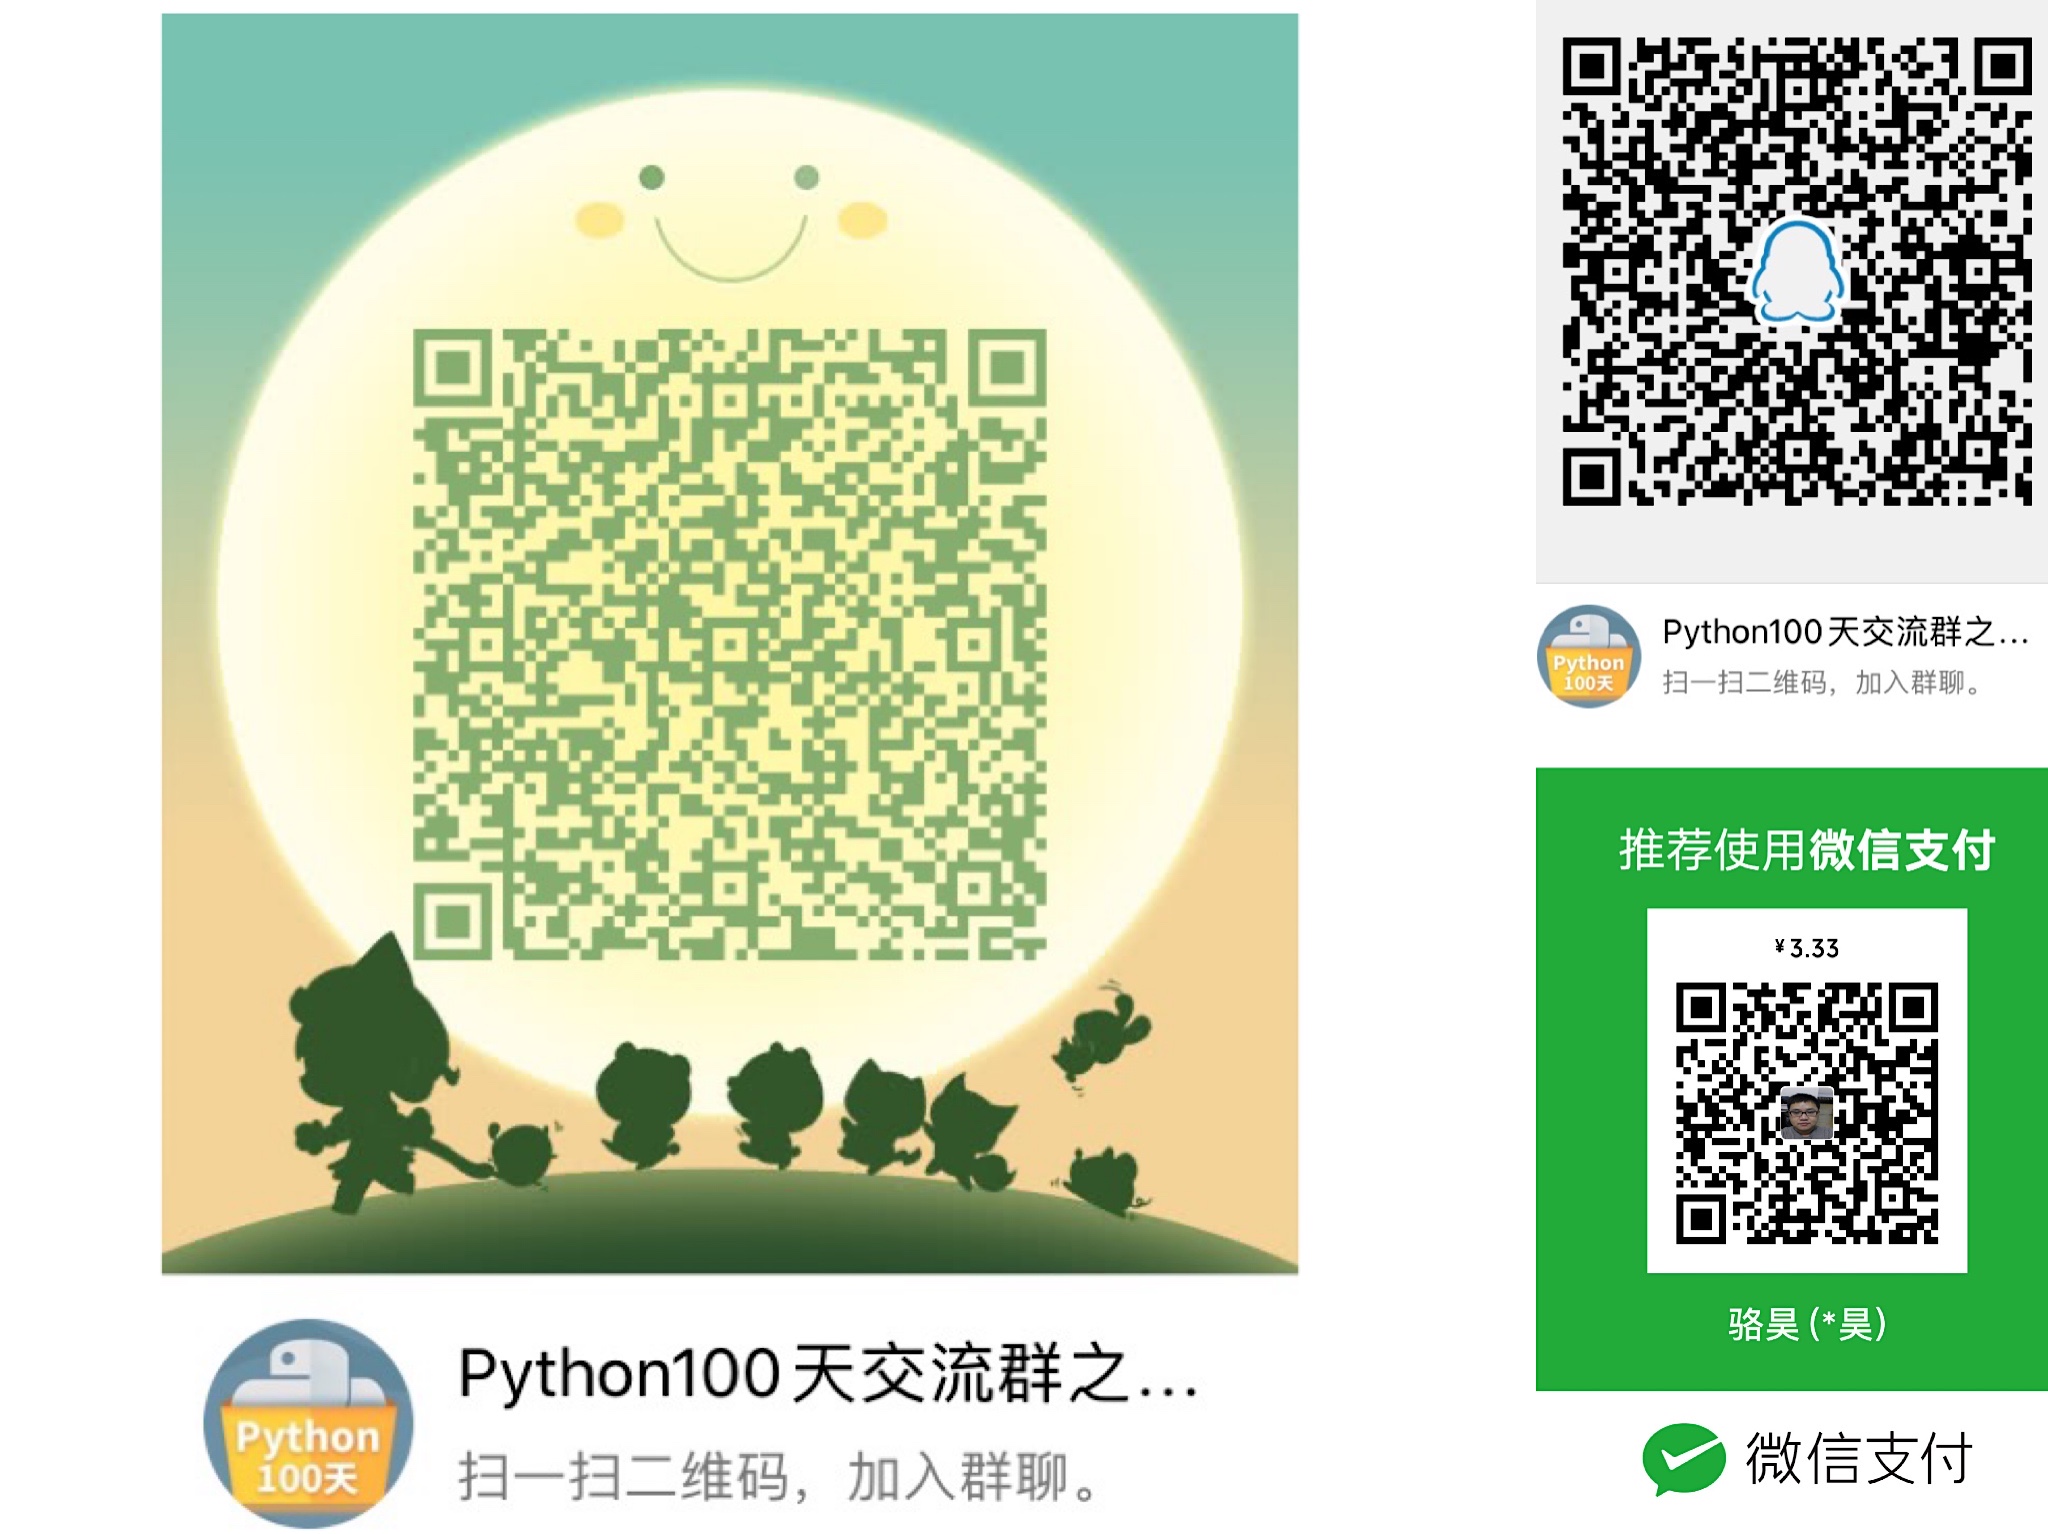 Python
100天
Python100天交流群之...
扫一扫二维码，加入群聊。
Python
100天
Python100天交流群之...
扫一扫二维码，加入群聊。
推荐使用微信支付
¥3.33
骆昊(*昊)
微信支付